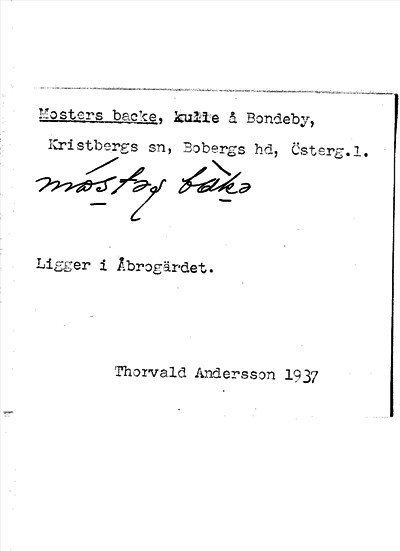 Mosters backe, kulle å Bondeby,
Kristbergs sn, Bobergs hd, Österg.l.
Ligger i Åbrogärdet.
Thorvald Andersson 1937